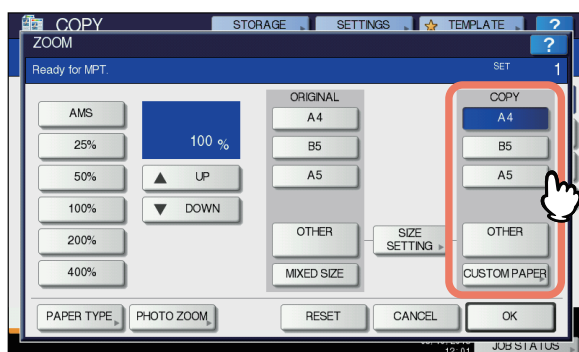 COPY
STORAGE
SETTINGS
TEMPLATE
?
ZOOM
?
Ready for MPT.
SET 1
ORIGINAL
COPY
AMS
A4
A4
25%
100 %
B5
B5
50%
UP
A5
A5
100%
DOWN
200%
OTHER
SIZE
SETTING
OTHER
400%
MIXED SIZE
CUSTOM PAPER
PAPER TYPE
PHOTO ZOOM
RESET
CANCEL
OK
JOB STATUS
12:01